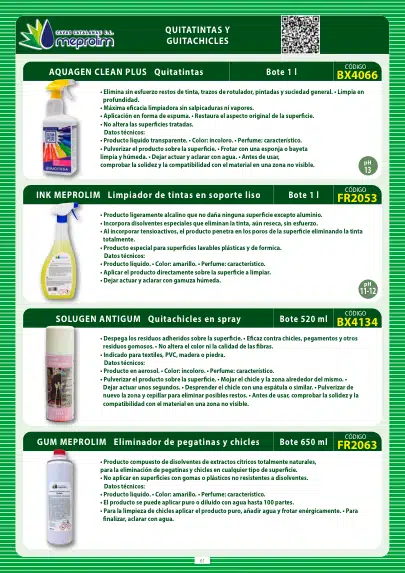 CATAS CATALANAS S.L.
meprolim
QUITATINTAS Y
GUITACHICLES
AQUAGEN CLEAN PLUS Quitatintas Bote 1 l CÓDIGO
BX4066
• Elimina sin esfuerzo restos de tinta, trazos de rotulador, pintadas y suciedad general. • Limpia en
profundidad.
• Máxima eficacia limpiadora sin salpicaduras ni vapores.
• Aplicación en forma de espuma. • Restaura el aspecto original de la superficie.
• No altera las superficies tratadas.
Datos técnicos:
• Producto líquido transparente. • Color: incoloro. • Perfume: característico.
• Pulverizar el producto sobre la superficie. • Frotar con una esponja o bayeta
limpia y húmeda. • Dejar actuar y aclarar con agua. • Antes de usar,
comprobar la solidez y la compatibilidad con el material en una zona no visible.
pH
13
INK MEPROLIM Limpiador de tintas en soporte liso Bote 1 l CÓDIGO
FR2053
• Producto ligeramente alcalino que no daña ninguna superficie excepto aluminio.
• Incorpora disolventes especiales que eliminan la tinta, aún reseca, sin esfuerzo.
• Al incorporar tensioactivos, el producto penetra en los poros de la superficie eliminando la tinta
totalmente.
• Producto especial para superficies lavables plásticas y de formica.
Datos técnicos:
• Producto líquido. • Color: amarillo. • Perfume: característico.
• Aplicar el producto directamente sobre la superficie a limpiar.
• Dejar actuar y aclarar con gamuza húmeda.
pH
11-12
SOLUGEN ANTIGUM Quitachicles en spray Bote 520 ml CÓDIGO
BX4134
• Despega los residuos adheridos sobre la superficie. • Eficaz contra chicles, pegamentos y otros
residuos gomosos. • No altera el color ni la calidad de las fibras.
• Indicado para textiles, PVC, madera o piedra.
Datos técnicos:
• Producto en aerosol. • Color: incoloro. • Perfume: característico.
• Pulverizar el producto sobre la superficie. • Mojar el chicle y la zona alrededor del mismo. •
Dejar actuar unos segundos. • Desprender el chicle con una espátula o similar. • Pulverizar de
nuevo la zona y cepillar para eliminar posibles restos. • Antes de usar, comprobar la solidez y la
compatibilidad con el material en una zona no visible.
GUM MEPROLIM Eliminador de pegatinas y chicles Bote 650 ml CÓDIGO
FR2063
• Producto compuesto de disolventes de extractos cítricos totalmente naturales,
para la eliminación de pegatinas y chicles en cualquier tipo de superficie.
• No aplicar en superficies con gomas o plásticos no resistentes a disolventes.
Datos técnicos:
• Producto líquido. • Color: amarillo. • Perfume: característico.
• El producto se puede aplicar puro o diluido con agua hasta 100 partes.
• Para la limpieza de chicles aplicar el producto puro, añadir agua y frotar enérgicamente. • Para
finalizar, aclarar con agua.